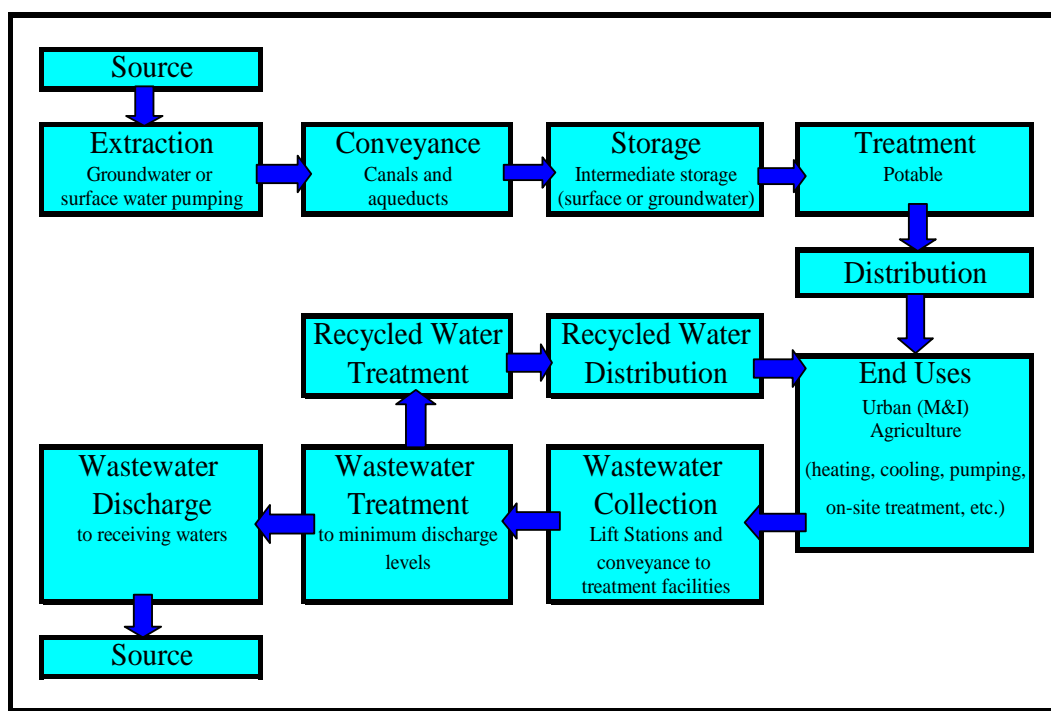 Source
Extraction
Groundwater or
surface water pumping
Conveyance
Canals and
aqueducts
Storage
Intermediate storage
(surface or groundwater)
Treatment
Potable
Distribution
Recycled Water
Treatment
Recycled Water
Distribution
End Uses
Urban (M&I)
Agriculture
(heating, cooling, pumping,
on-site treatment, etc.)
Wastewater
Discharge
to receiving waters
Wastewater
Treatment
to minimum discharge
levels
Wastewater
Collection
Lift Stations and
conveyance to
treatment facilities
Source